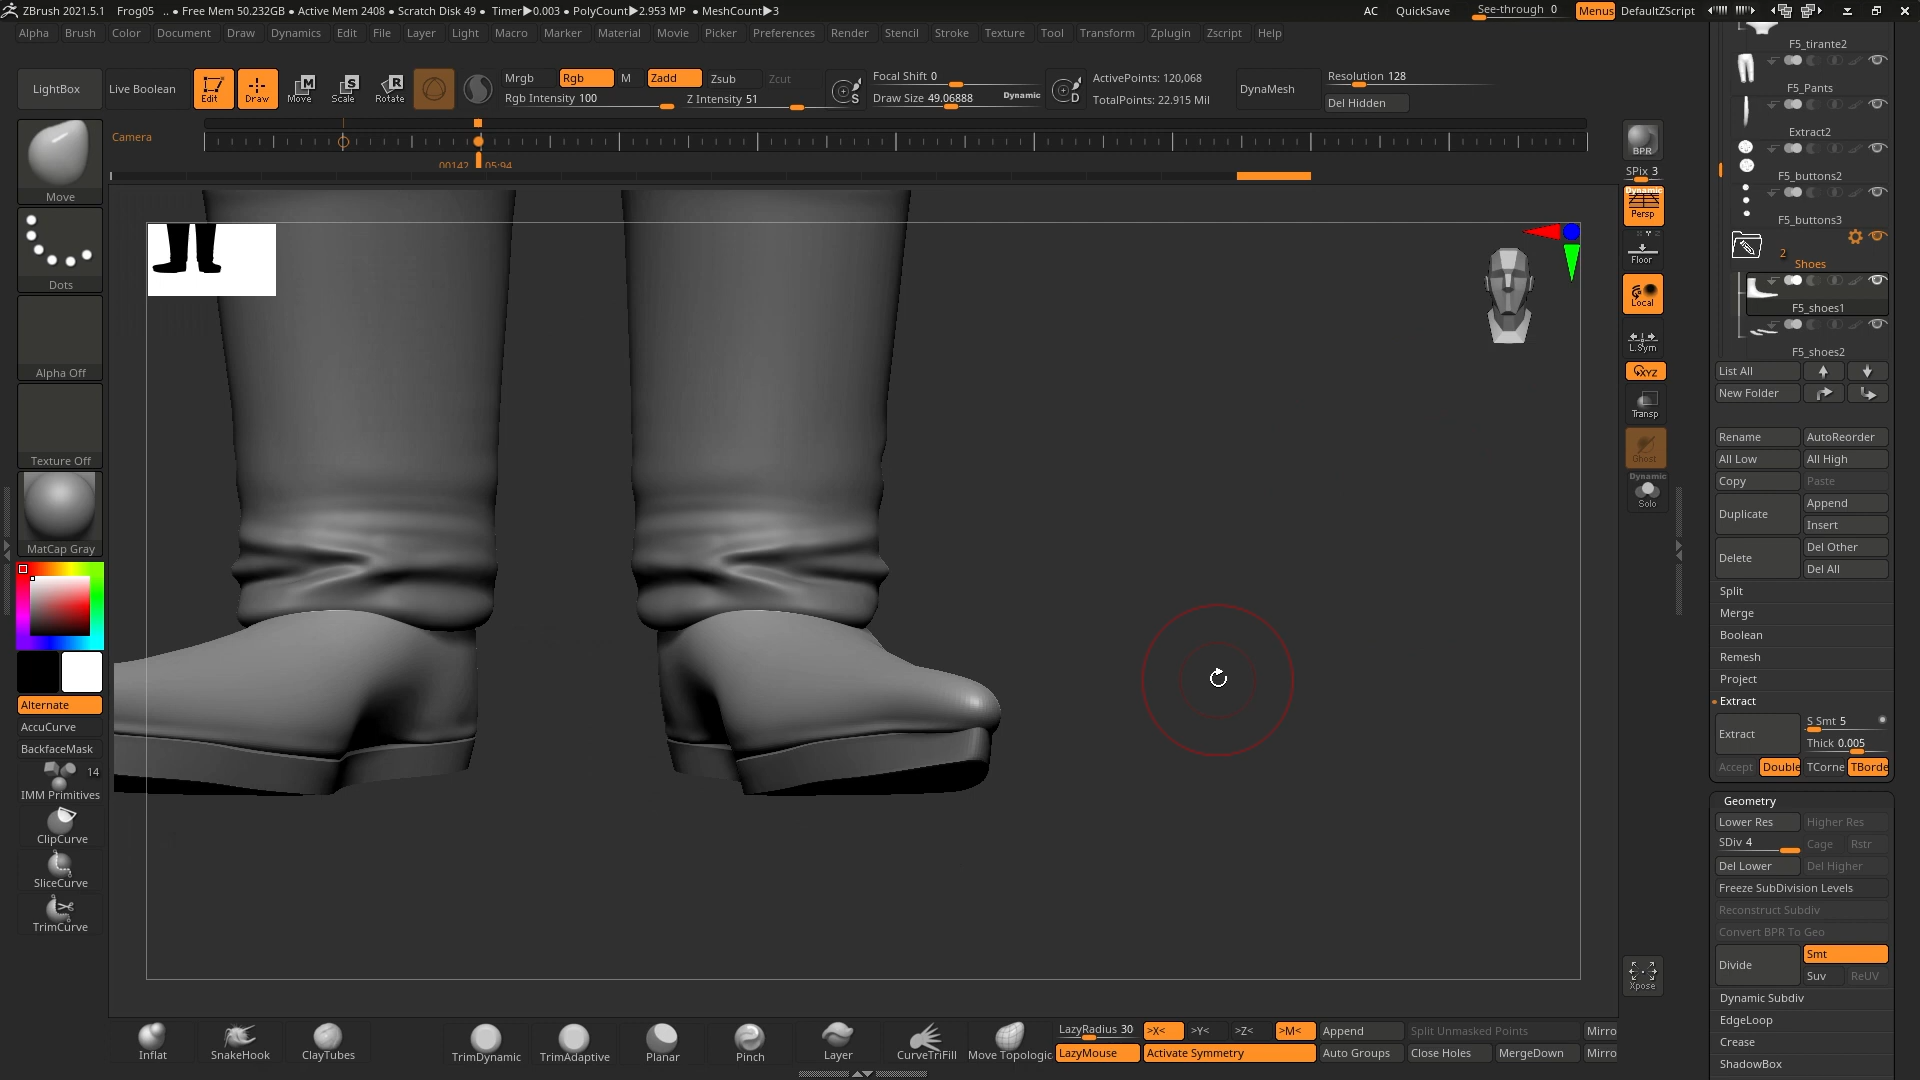 ZBrush 2021.5.1 Frog05 .. • Free Mem 50.232GB • Active Mem 2408 • Scratch Disk 49 • Timer▶0.003 • PolyCount▶2.953 MP • MeshCount▶3 AC QuickSave See-through 0 Menus DefaultZScript
Alpha Brush Color Document Draw Dynamics Edit File Layer Light Macro Marker Material Movie Picker Preferences Render Stencil Stroke Texture Tool Transform Zplugin Zscript Help
LightBox Live Boolean Edit Draw Move Scale Rotate
Mrgb Rgb M Zadd Zsub Zcut
Rgb Intensity 100 Z Intensity 51
S Focal Shift 0
Draw Size 49.06888 Dynamic
D ActivePoints: 120,068
TotalPoints: 22.915 Mil
DynaMesh Resolution 128
Del Hidden
Camera
00142 05:94
Move
Dots
Alpha Off
Texture Off
MatCap Gray
Alternate
AccuCurve
BackfaceMask
14
IMM Primitives
ClipCurve
SliceCurve
TrimCurve
BPR
SPix 3
Dynamic
Persp
Floor
Local
L.Sym
XYZ
Transp
Ghost
Dynamic
Solo
Xpose
F5_tirante2
F5_Pants
Extract2
F5_buttons2
F5_buttons3
2
Shoes
F5_shoes1
F5_shoes2
List All
New Folder
Rename AutoReorder
All Low All High
Copy Paste
Duplicate Append
Insert
Delete Del Other
Del All
Split
Merge
Boolean
Remesh
Project
Extract
Extract S Smt 5
Thick 0.005
Accept Double TCorne TBorde
Geometry
Lower Res Higher Res
SDiv 4 Cage Rstr
Del Lower Del Higher
Freeze SubDivision Levels
Reconstruct Subdiv
Convert BPR To Geo
Divide Smt
Suv ReUV
Dynamic Subdiv
EdgeLoop
Crease
ShadowBox
Inflat SnakeHook ClayTubes TrimDynamic TrimAdaptive Planar Pinch Layer CurveTriFill Move Topologic
LazyRadius 30 >X< >Y< >Z< >M< Append Split Unmasked Points Mirro
LazyMouse Activate Symmetry Auto Groups Close Holes MergeDown Mirro